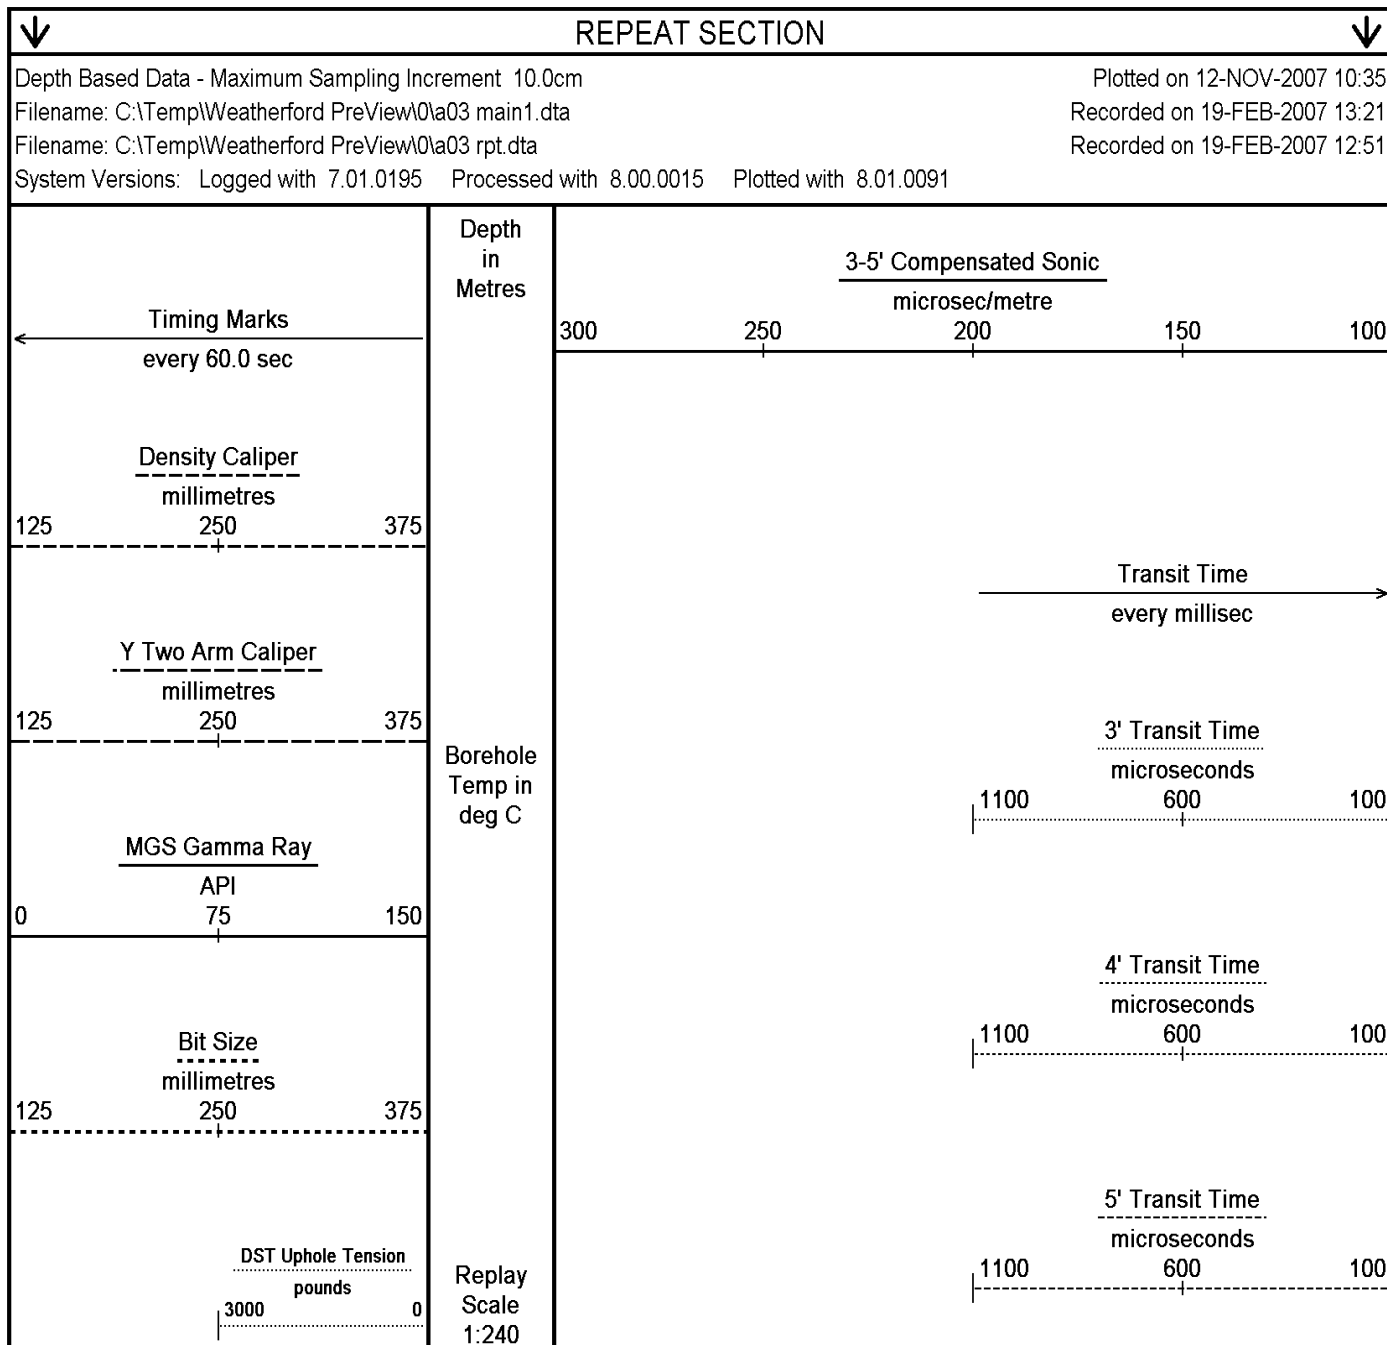 REPEAT SECTION
Depth Based Data - Maximum Sampling Increment 10.0cm
Plotted on 12-NOV-2007 10:35
Filename: C:\Temp\Weatherford PreView\0\a03 main1.dta
Recorded on 19-FEB-2007 13:21
Filename: C:\Temp\Weatherford PreView\0\a03 rpt.dta
Recorded on 19-FEB-2007 12:51
System Versions: Logged with 7.01.0195 Processed with 8.00.0015 Plotted with 8.01.0091
Timing Marks
every 60.0 sec
Density Caliper
millimetres
125 250 375
Y Two Arm Caliper
millimetres
125 250 375
MGS Gamma Ray
API
0 75 150
Bit Size
millimetres
125 250 375
DST Uphole Tension
pounds
3000 0
Depth
in
Metres
Borehole
Temp in
deg C
Replay
Scale
1:240
3-5' Compensated Sonic
microsec/metre
300 250 200 150 100
Transit Time
every millisec
3' Transit Time
microseconds
1100 600 100
4' Transit Time
microseconds
1100 600 100
5' Transit Time
microseconds
1100 600 100